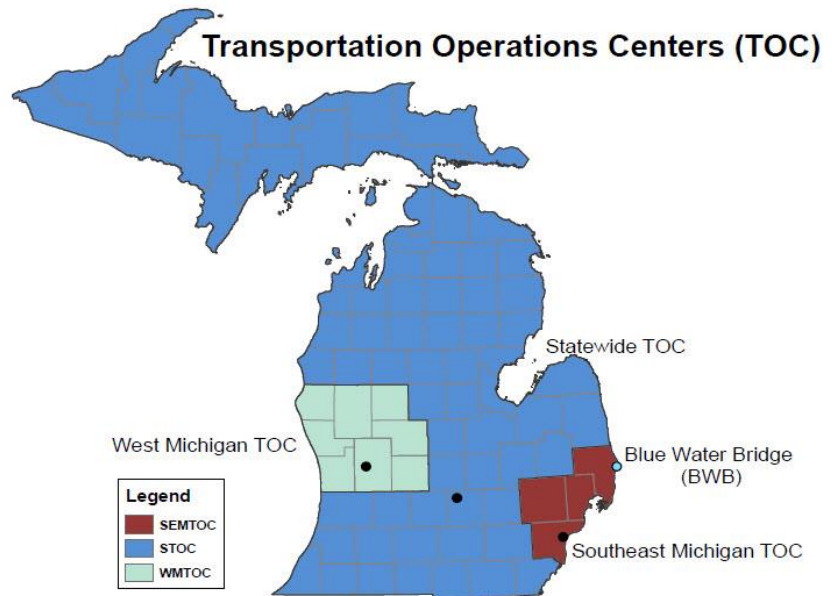 Transportation Operations Centers (TOC)
Statewide TOC
West Michigan TOC
Blue Water Bridge
(BWB)
Legend
SEMTOC
STOC
WMTOC
Southeast Michigan TOC